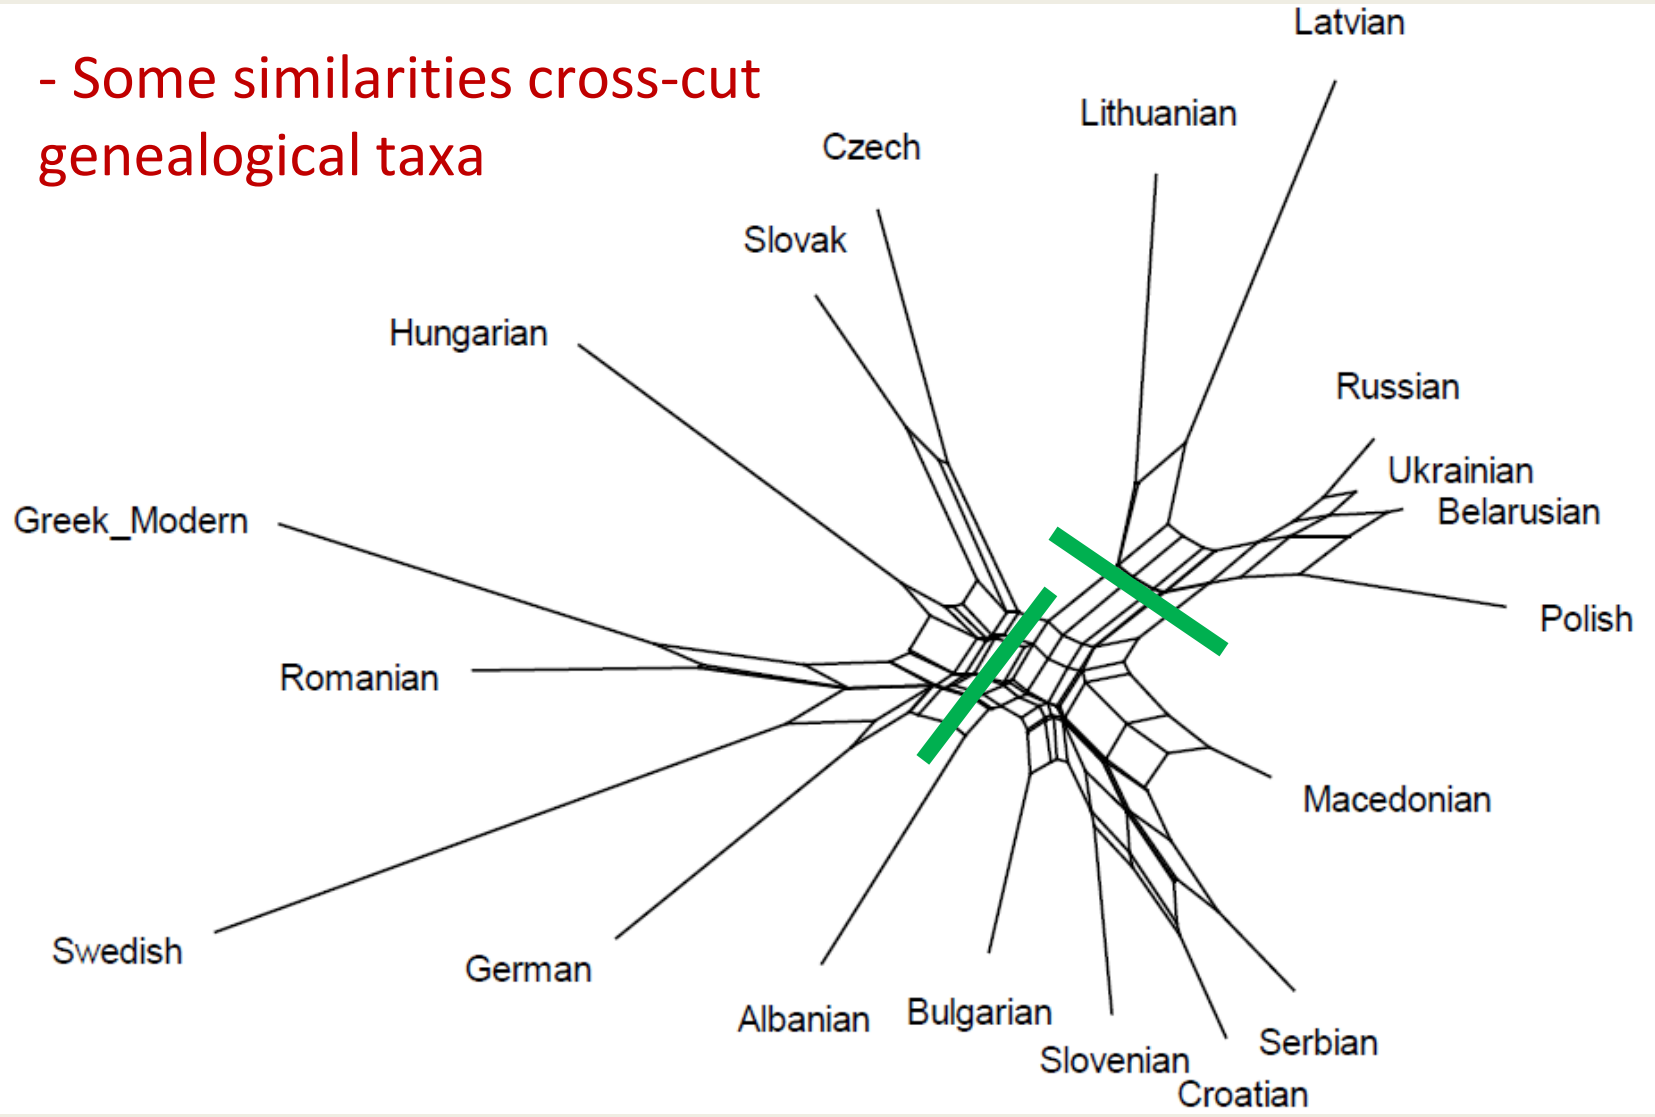 - Some similarities cross-cut
genealogical taxa
Latvian
Lithuanian
Czech
Slovak
Hungarian
Russian
Ukrainian
Belarusian
Greek_Modern
Polish
Romanian
Macedonian
Swedish
German
Albanian
Bulgarian
Slovenian
Serbian
Croatian